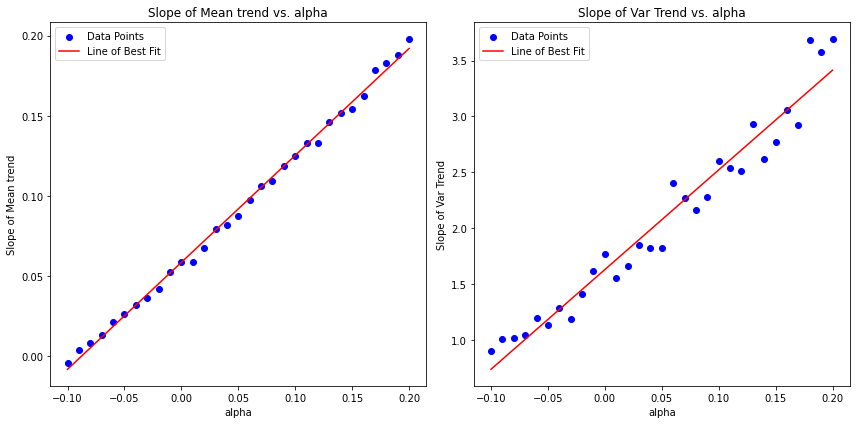 Slope of Mean trend vs. alpha
Data Points
Line of Best Fit
Slope of Mean trend
0.20
0.15
0.10
0.05
0.00
−0.10 −0.05 0.00 0.05 0.10 0.15 0.20
alpha
Slope of Var Trend vs. alpha
Data Points
Line of Best Fit
Slope of Var Trend
3.5
3.0
2.5
2.0
1.5
1.0
−0.10 −0.05 0.00 0.05 0.10 0.15 0.20
alpha